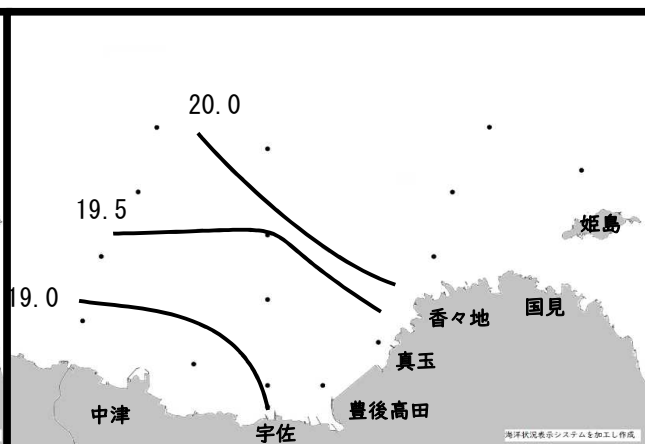 20.0
19.5
姫島
19.0
国見
香々地
真玉
豊後高田
中津
宇佐
海洋状況表示システムを加工し作成